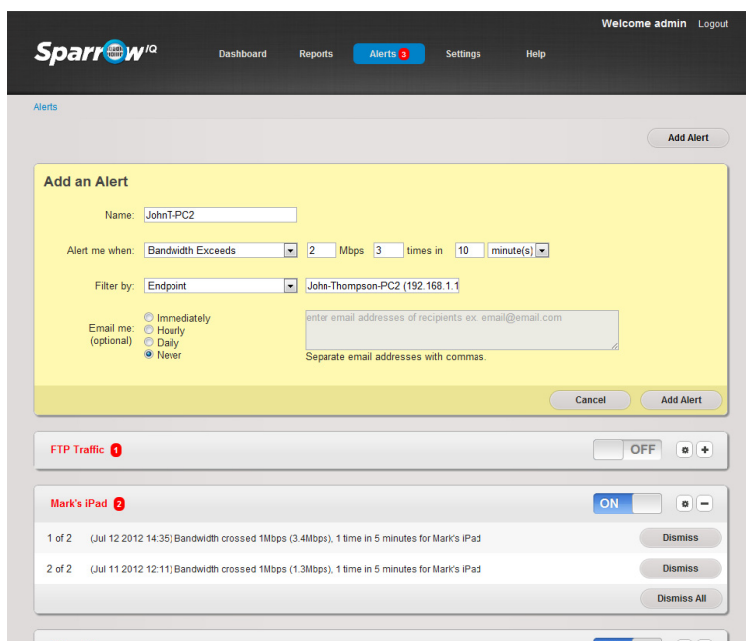 Welcome admin Logout
SparrowIQ
Dashboard Reports Alerts 3 Settings Help
Alerts
Add Alert
Add an Alert
Name: JohnT-PC2
Alert me when: Bandwidth Exceeds 2 Mbps 3 times in 10 minute(s)
Filter by: Endpoint John-Thompson-PC2 (192.168.1.1
Email me:
(optional)
Immediately
Hourly
Daily
Never
enter email addresses of recipients ex. email@email.com
Separate email addresses with commas.
Cancel Add Alert
FTP Traffic 1 OFF
Mark's iPad 2 ON
1 of 2 (Jul 12 2012 14:35) Bandwidth crossed 1Mbps (3.4Mbps), 1 time in 5 minutes for Mark's iPad Dismiss
2 of 2 (Jul 11 2012 12:11) Bandwidth crossed 1Mbps (1.3Mbps), 1 time in 5 minutes for Mark's iPad Dismiss
Dismiss All